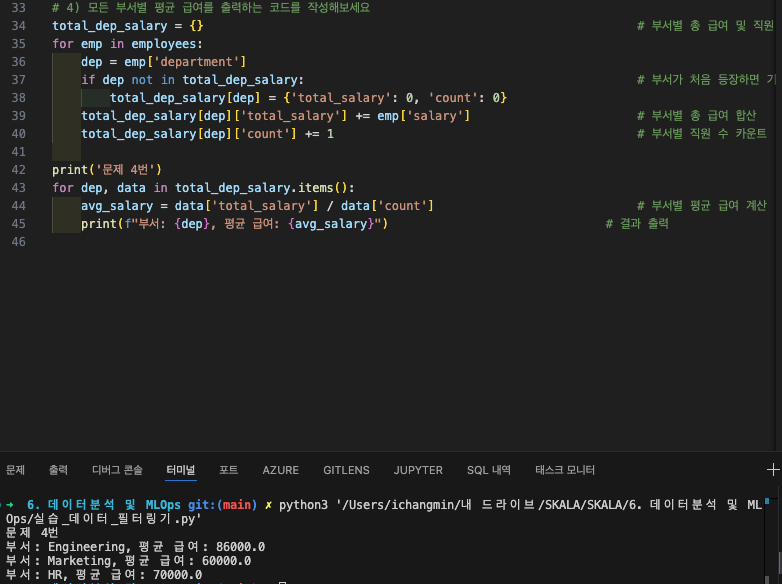 33 # 4) 모든 부서별 평균 급여를 출력하는 코드를 작성해보세요
34 total_dep_salary = {} # 부서별 총 급여 및 직원
35 for emp in employees:
36 dep = emp['department']
37 if dep not in total_dep_salary: # 부서가 처음 등장하면 기
38 total_dep_salary[dep] = {'total_salary': 0, 'count': 0}
39 total_dep_salary[dep]['total_salary'] += emp['salary'] # 부서별 총 급여 합산
40 total_dep_salary[dep]['count'] += 1 # 부서별 직원 수 카운트
41
42 print('문제 4번')
43 for dep, data in total_dep_salary.items():
44 avg_salary = data['total_salary'] / data['count'] # 부서별 평균 급여 계산
45 print(f"부서: {dep}, 평균 급여: {avg_salary}") # 결과 출력
46
문제 출력 디버그 콘솔 터미널 포트 AZURE GITLENS JUPYTER SQL 내역 태스크 모니터
➜ 6. 데이터분석 및 MLOps git:(main) ✗ python3 '/Users/ichangmin/내 드라이브/SKALA/SKALA/6. 데이터분석 및 ML
Ops/실습_데이터_필터링기.py'
문제 4번
부서: Engineering, 평균 급여: 86000.0
부서: Marketing, 평균 급여: 60000.0
부서: HR, 평균 급여: 70000.0